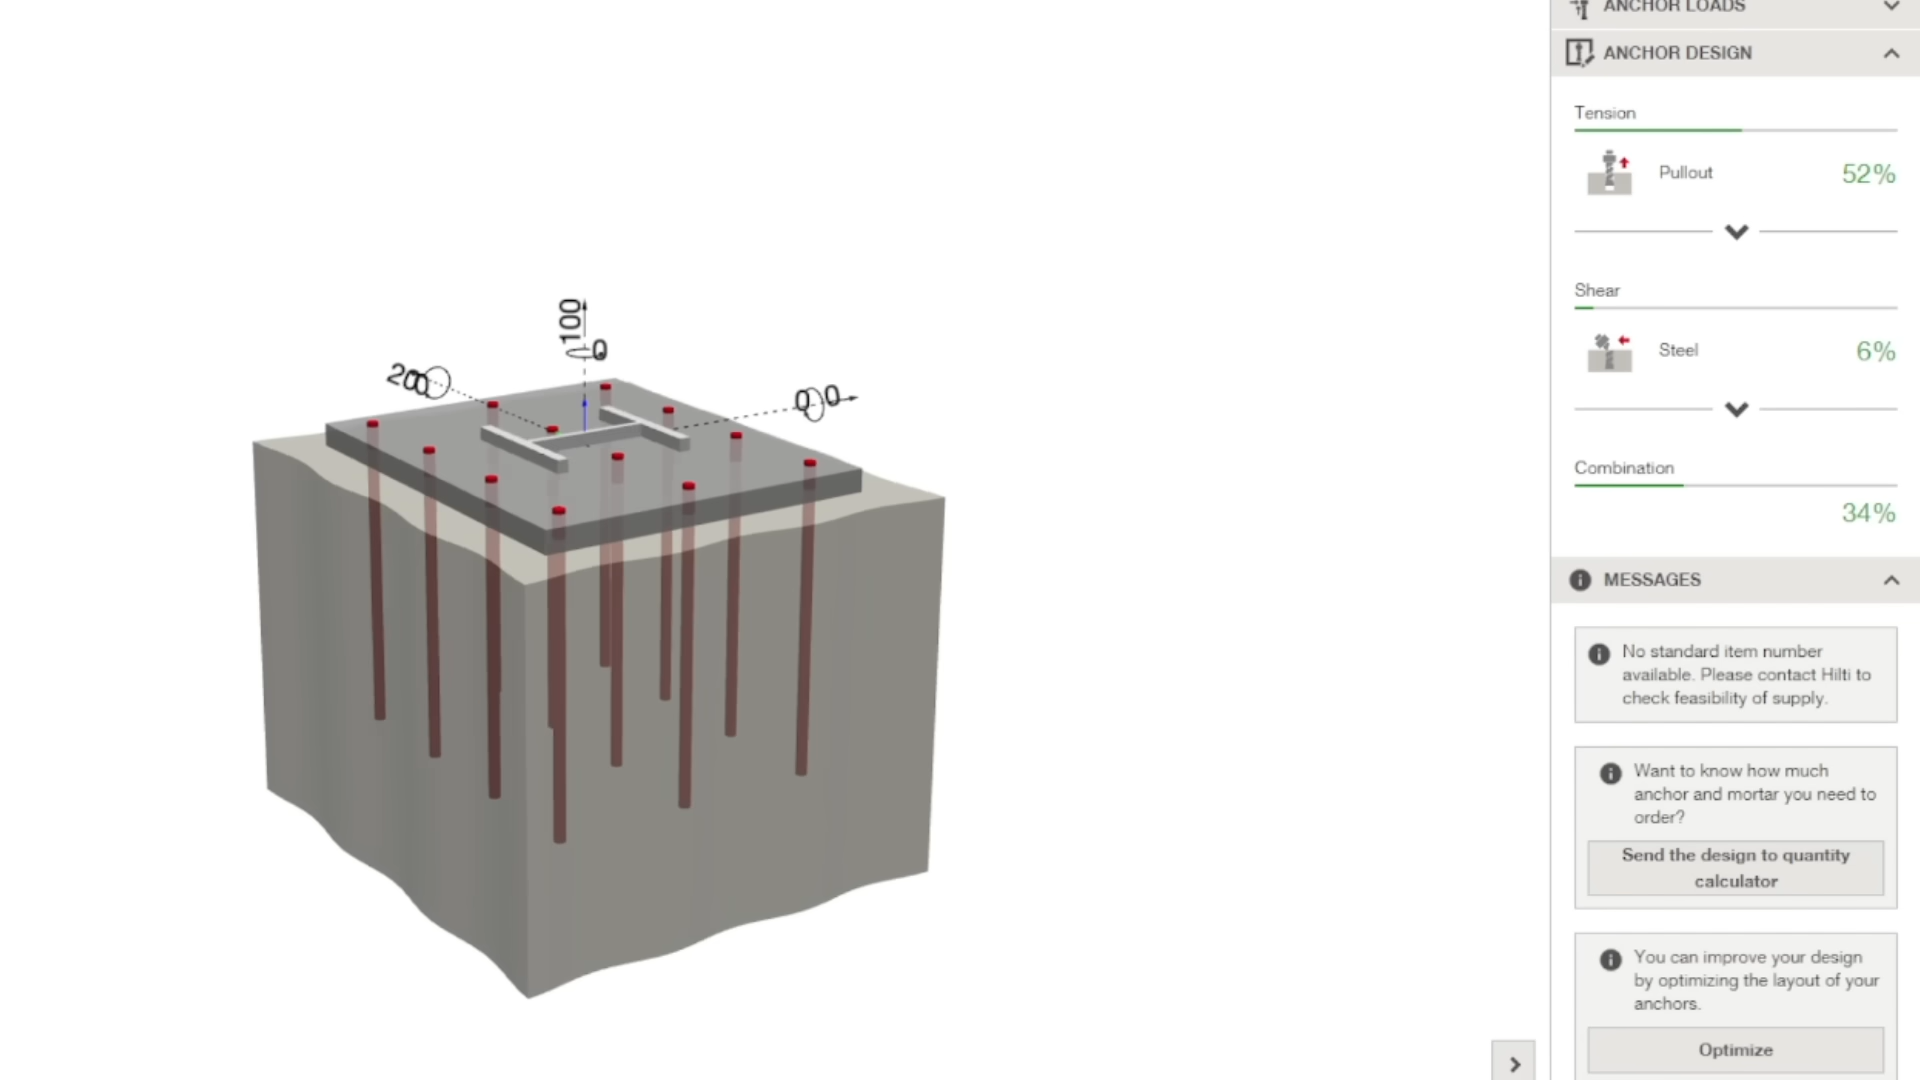 ANCHOR LOADS
ANCHOR DESIGN
Tension
Pullout
52%
Shear
Steel
6%
Combination
34%
MESSAGES
No standard item number
available. Please contact Hilti to
check feasibility of supply.
Want to know how much
anchor and mortar you need to
order?
Send the design to quantity
calculator
You can improve your design
by optimizing the layout of your
anchors.
Optimize
100
0
20
0
0
0